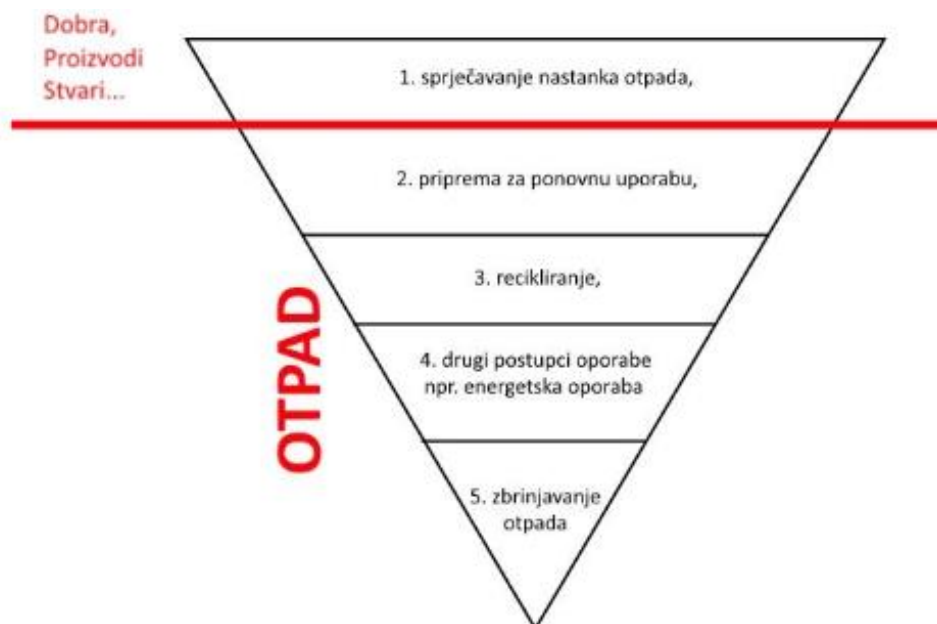 Dobra,
Proizvodi
Stvari...
1. sprječavanje nastanka otpada,
2. priprema za ponovnu uporabu,
3. recikliranje,
OTPAD
4. drugi postupci oporabe
npr. energetska oporaba
5. zbrinjavanje
otpada